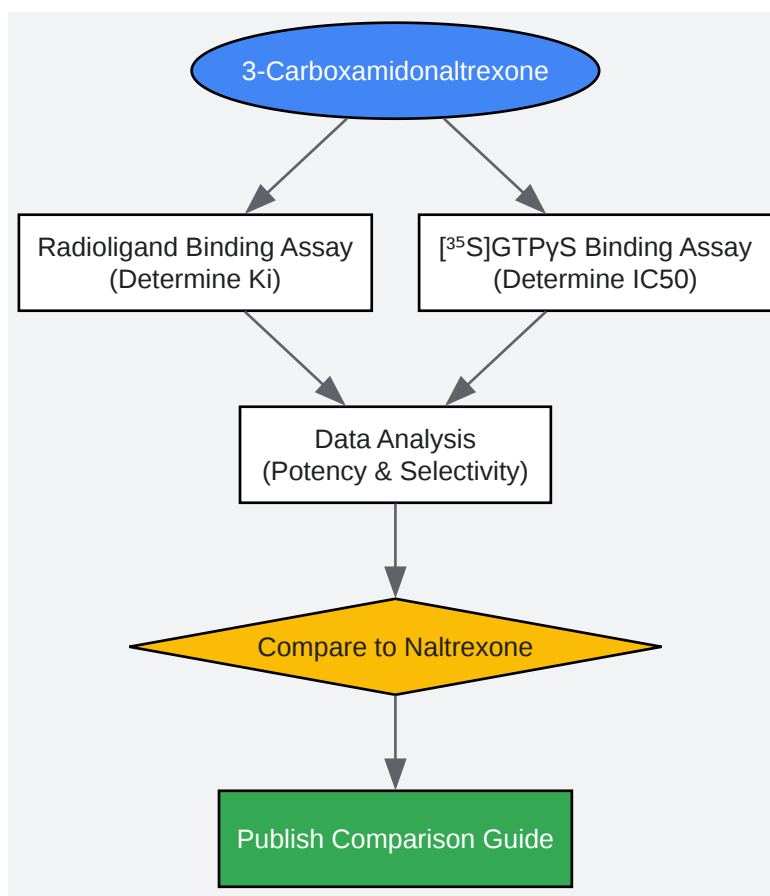 3-Carboxamidonaltrexone
Radioligand Binding Assay
(Determine Ki)
[³⁵S]GTPγS Binding Assay
(Determine IC50)
Data Analysis
(Potency & Selectivity)
Compare to Naltrexone
Publish Comparison Guide